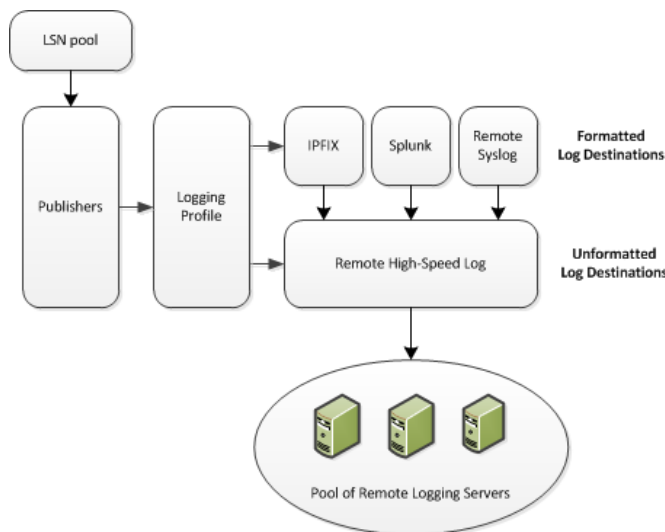 LSN pool
Publishers
Logging
Profile
IPFIX
Splunk
Remote
Syslog
Formatted
Log Destinations
Remote High-Speed Log
Unformatted
Log Destinations
Pool of Remote Logging Servers